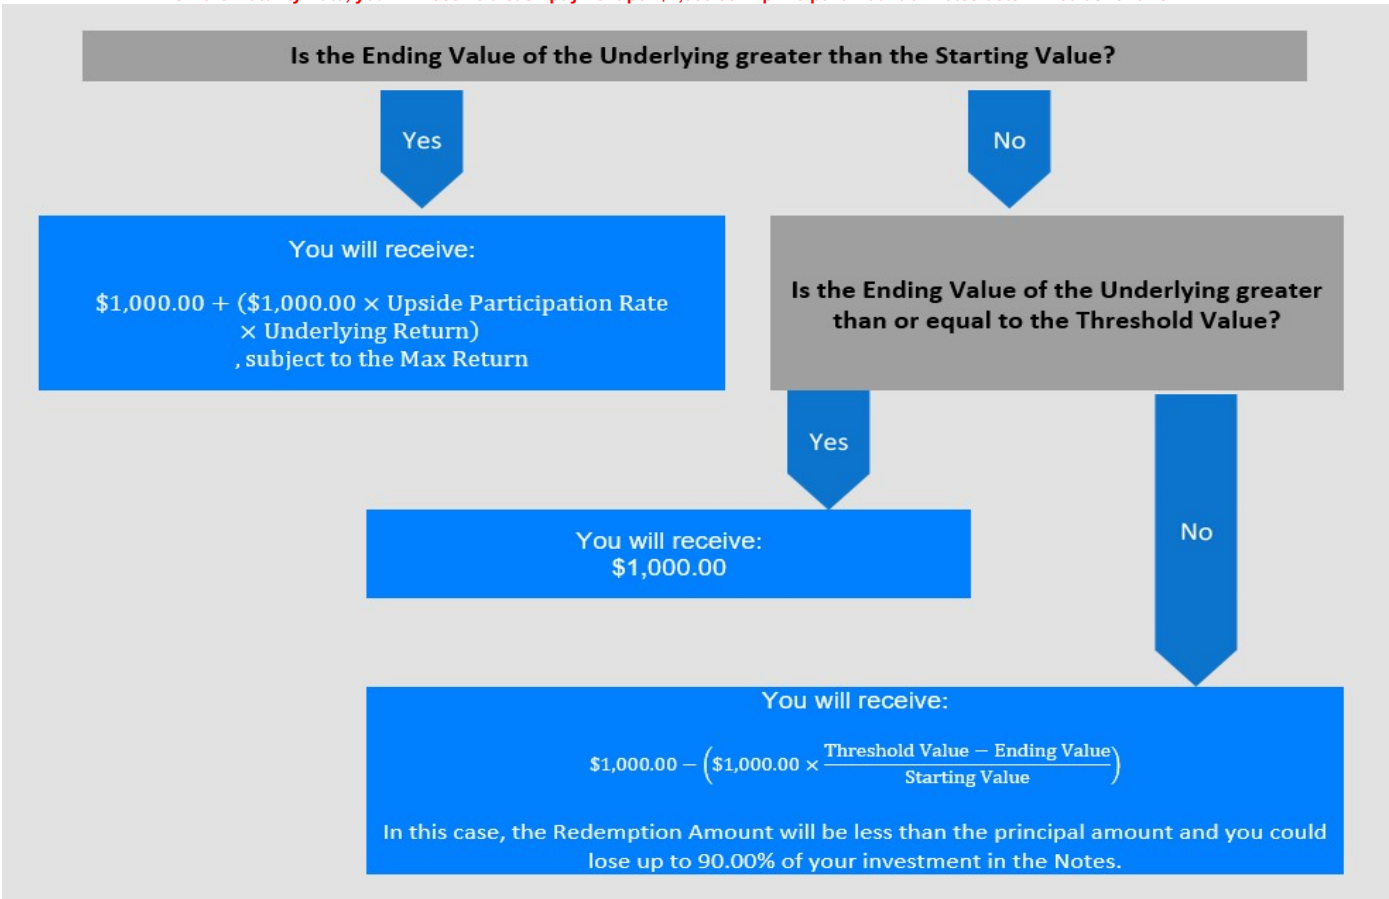 Is the Ending Value of the Underlying greater than the Starting Value?
Yes
No
You will receive:
$1,000.00 + ($1,000.00 × Upside Participation Rate
× Underlying Return)
, subject to the Max Return
Is the Ending Value of the Underlying greater
than or equal to the Threshold Value?
Yes
No
You will receive:
$1,000.00
You will receive:
$1,000.00 − ($1,000.00 × Threshold Value − Ending Value / Starting Value)
In this case, the Redemption Amount will be less than the principal amount and you could
lose up to 90.00% of your investment in the Notes.